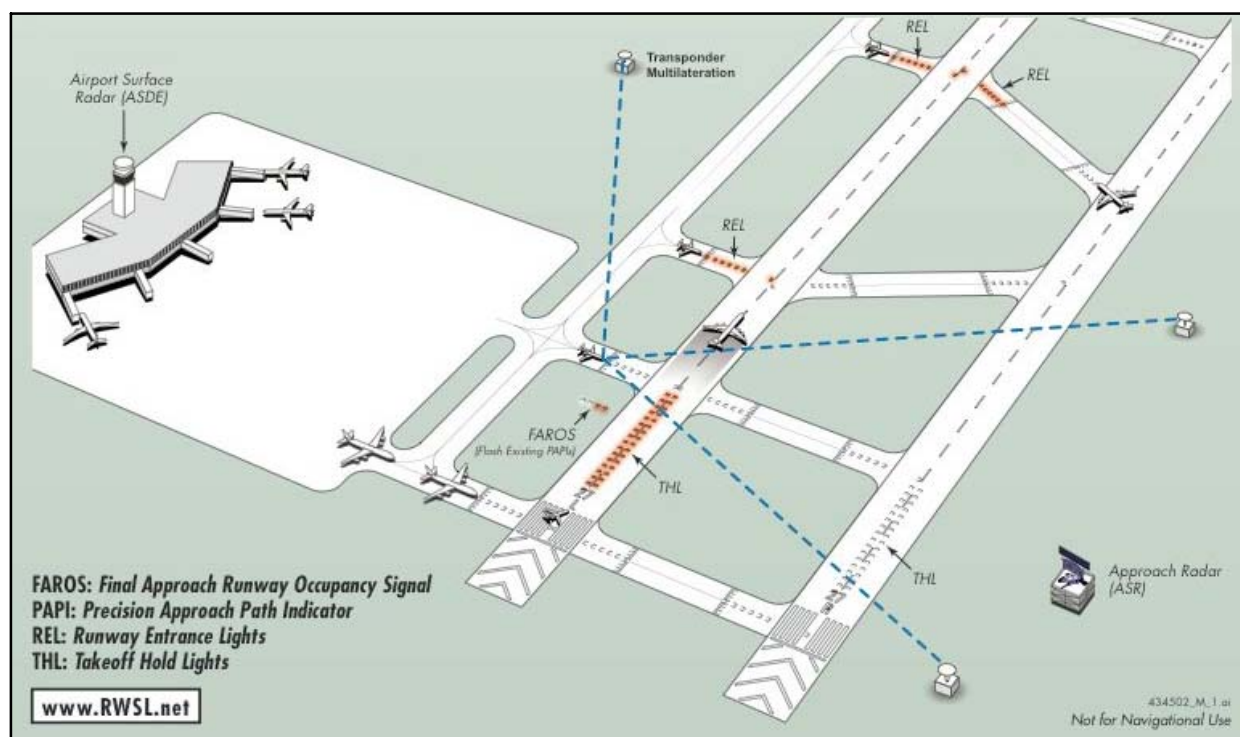 REL
REL
Transponder
Multilateration
Airport Surface
Radar (ASDE)
REL
FAROS
(Flash Existing PAPIs)
THL
27
THL
Approach Radar
(ASR)
FAROS: Final Approach Runway Occupancy Signal
PAPI: Precision Approach Path Indicator
REL: Runway Entrance Lights
THL: Takeoff Hold Lights
www.RWSL.net
434502_M_1.ai
Not for Navigational Use